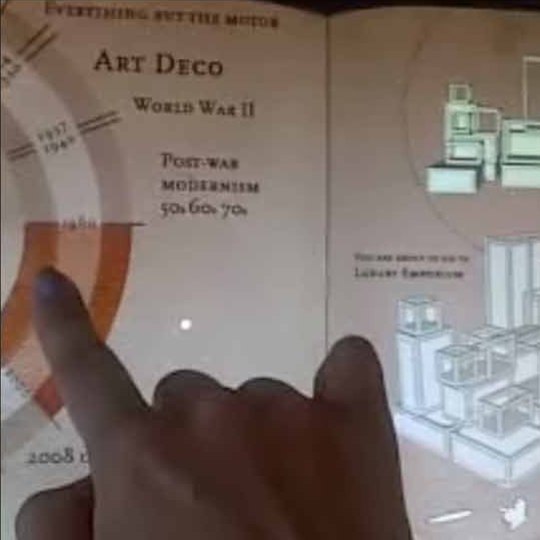 EVERYTHING BUT THE MOTOR
ART DECO
WORLD WAR II
1937
1940
POST-WAR
MODERNISM
50s 60s 70s
1980
YOU ARE ABOUT TO GO TO
LUXURY EMPORIUM
2008